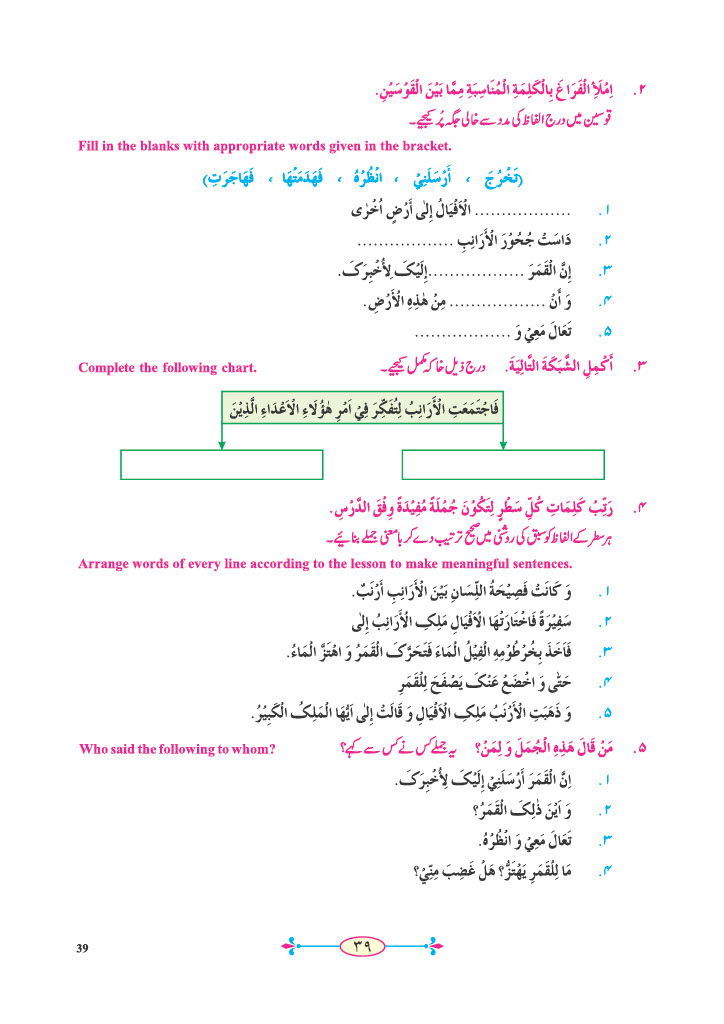 ۲. اِمْلَأِ الْفَرَاغَ بِالْكَلِمَةِ الْمُنَاسِبَةِ مِمَّا بَيْنَ الْقَوْسَيْنِ.
قوسین میں درج الفاظ کی مدد سے خالی جگہ پُر کیجیے۔
Fill in the blanks with appropriate words given in the bracket.
(تَخْرُجَ ، أَرْسَلَنِيْ ، انْظُرْهُ ، فَهَدَمَتْهَا ، فَهَاجَرَتِ)
۱. .................. الْاَفْيَالُ إِلٰى أَرْضٍ اُخْرٰى
۲. دَاسَتْ جُحُوْرَ الْأَرَانِبِ ..................
۳. إِنَّ الْقَمَرَ ..................إِلَيْکَ لِأُخْبِرَکَ.
۴. وَ أَنْ .................. مِنْ هٰذِهِ الْأَرْضِ.
۵. تَعَالَ مَعِيْ وَ ..................
۳. أَكْمِلِ الشَّبَكَةَ التَّالِيَةَ. درج ذیل خاکہ مکمل کیجیے۔ Complete the following chart.
فَاجْتَمَعَتِ الْأَرَانِبُ لِتُفَكِّرَ فِيْ اَمْرِ هٰؤُلَاءِ الْاَعْدَاءِ الَّذِيْنَ
۴. رَتِّبْ كَلِمَاتِ كُلِّ سَطْرٍ لِتَكُوْنَ جُمْلَةً مُفِيْدَةً وِفْقَ الدَّرْسِ.
ہر سطر کے الفاظ کو سبق کی روشنی میں صحیح ترتیب دے کر بامعنی جملے بنائیے۔
Arrange words of every line according to the lesson to make meaningful sentences.
۱. وَ كَانَتْ فَصِيْحَةُ اللِّسَانِ بَيْنَ الْأَرَانِبِ أَرْنَبٌ.
۲. سَفِيْرَةً فَاخْتَارَتْهَا الْاَفْيَالِ مَلِكِ الْأَرَانِبُ إِلٰى
۳. فَاَخَذَ بِخُرْطُوْمِهِ الْفِيْلُ الْمَاءَ فَتَحَرَّکَ الْقَمَرُ وَ اهْتَزَّ الْمَاءُ.
۴. حَتّٰى وَ اخْضَعْ عَنْکَ يَصْفَحَ لِلْقَمَرِ
۵. وَ ذَهَبَتِ الْأَرْنَبُ مَلِكِ الْاَفْيَالِ وَ قَالَتْ إِلٰى اَيُّهَا الْمَلِکُ الْكَبِيْرُ.
۵. مَنْ قَالَ هَذِهِ الْجُمَلَ وَ لِمَنْ؟ یہ جملے کس نے کس سے کہے؟ Who said the following to whom?
۱. اِنَّ الْقَمَرَ أَرْسَلَنِيْ إِلَيْکَ لِأُخْبِرَکَ.
۲. وَ اَيْنَ ذٰلِکَ الْقَمَرُ؟
۳. تَعَالَ مَعِيْ وَ انْظُرْهُ.
۴. مَا لِلْقَمَرِ يَهْتَزُّ؟ هَلْ غَضِبَ مِنِّيْ؟
39 ۳۹